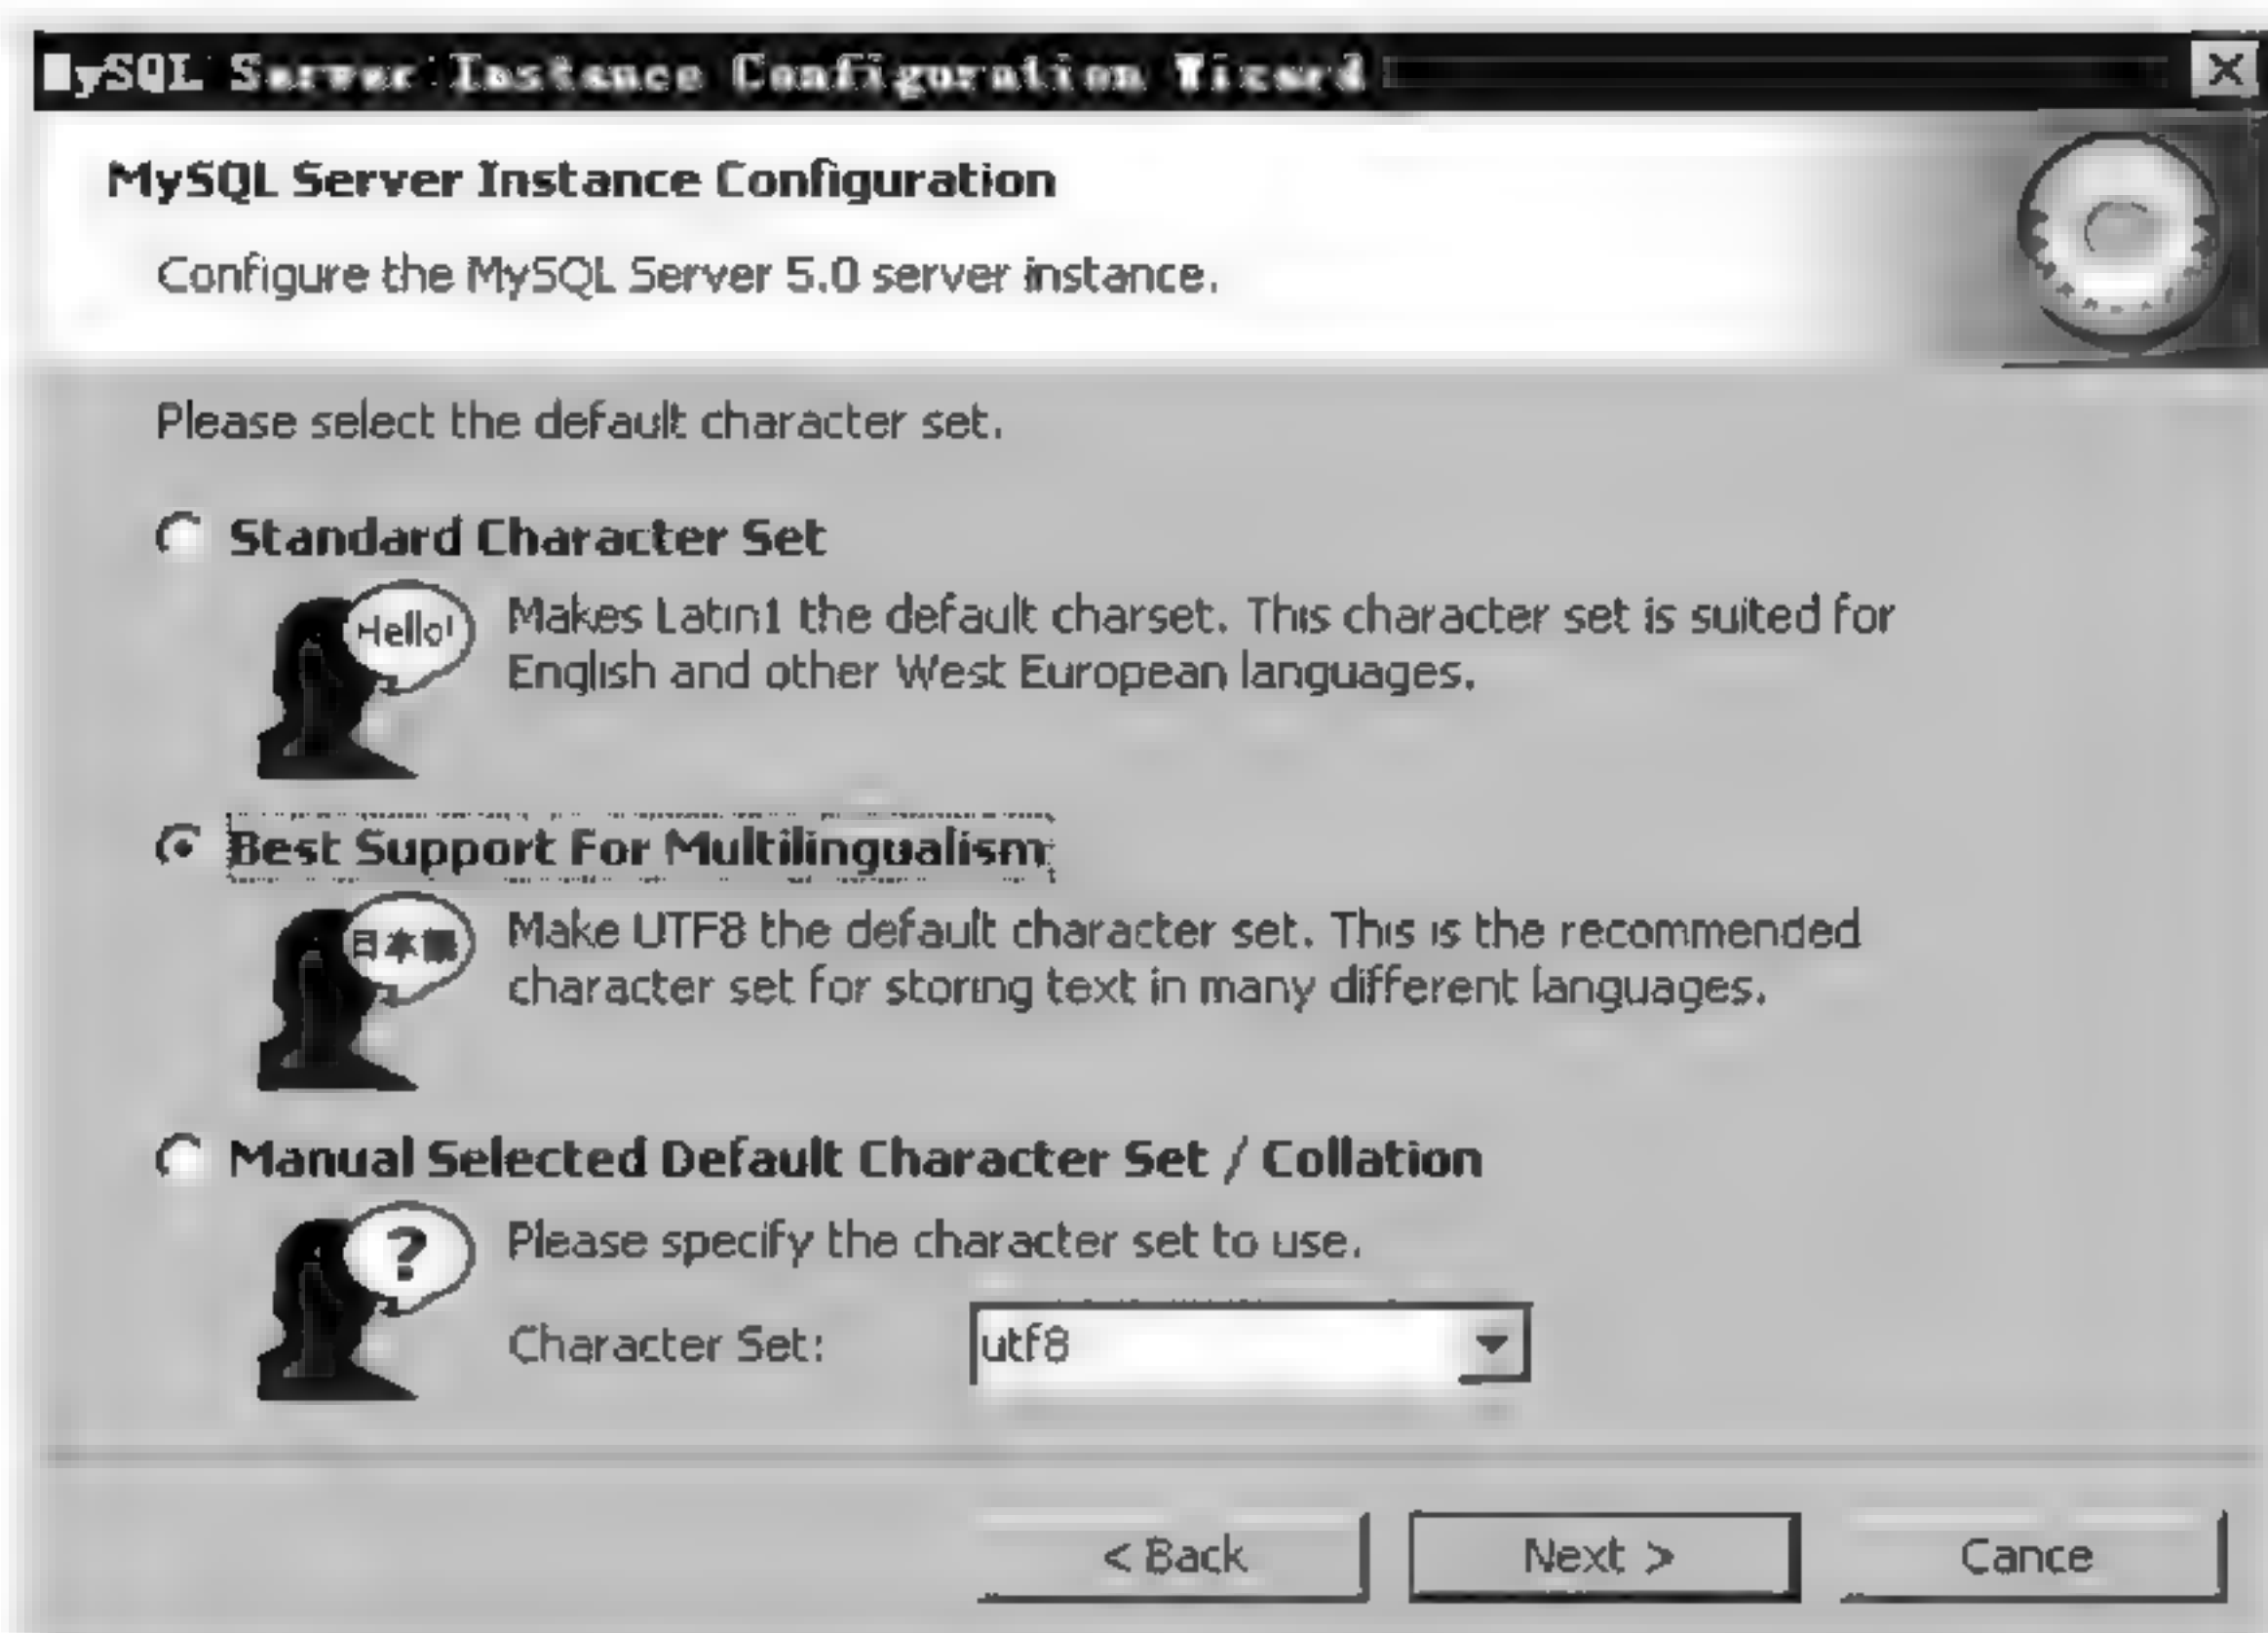 MySQL Server Instance Configuration Wizard
MySQL Server Instance Configuration
Configure the MySQL Server 5.0 server instance.
Please select the default character set.
Standard Character Set
Hello!
Makes Latin1 the default charset. This character set is suited for
English and other West European languages.
Best Support For Multilingualism
日本語
Make UTF8 the default character set. This is the recommended
character set for storing text in many different languages.
Manual Selected Default Character Set / Collation
?
Please specify the character set to use.
Character Set: utf8
< Back Next > Cance